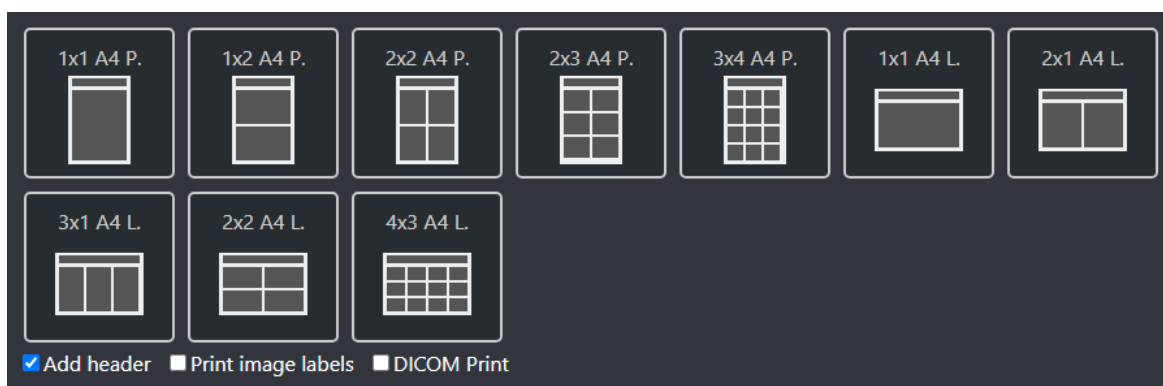 1x1 A4 P. 1x2 A4 P. 2x2 A4 P. 2x3 A4 P. 3x4 A4 P. 1x1 A4 L. 2x1 A4 L.
3x1 A4 L. 2x2 A4 L. 4x3 A4 L.
Add header Print image labels DICOM Print